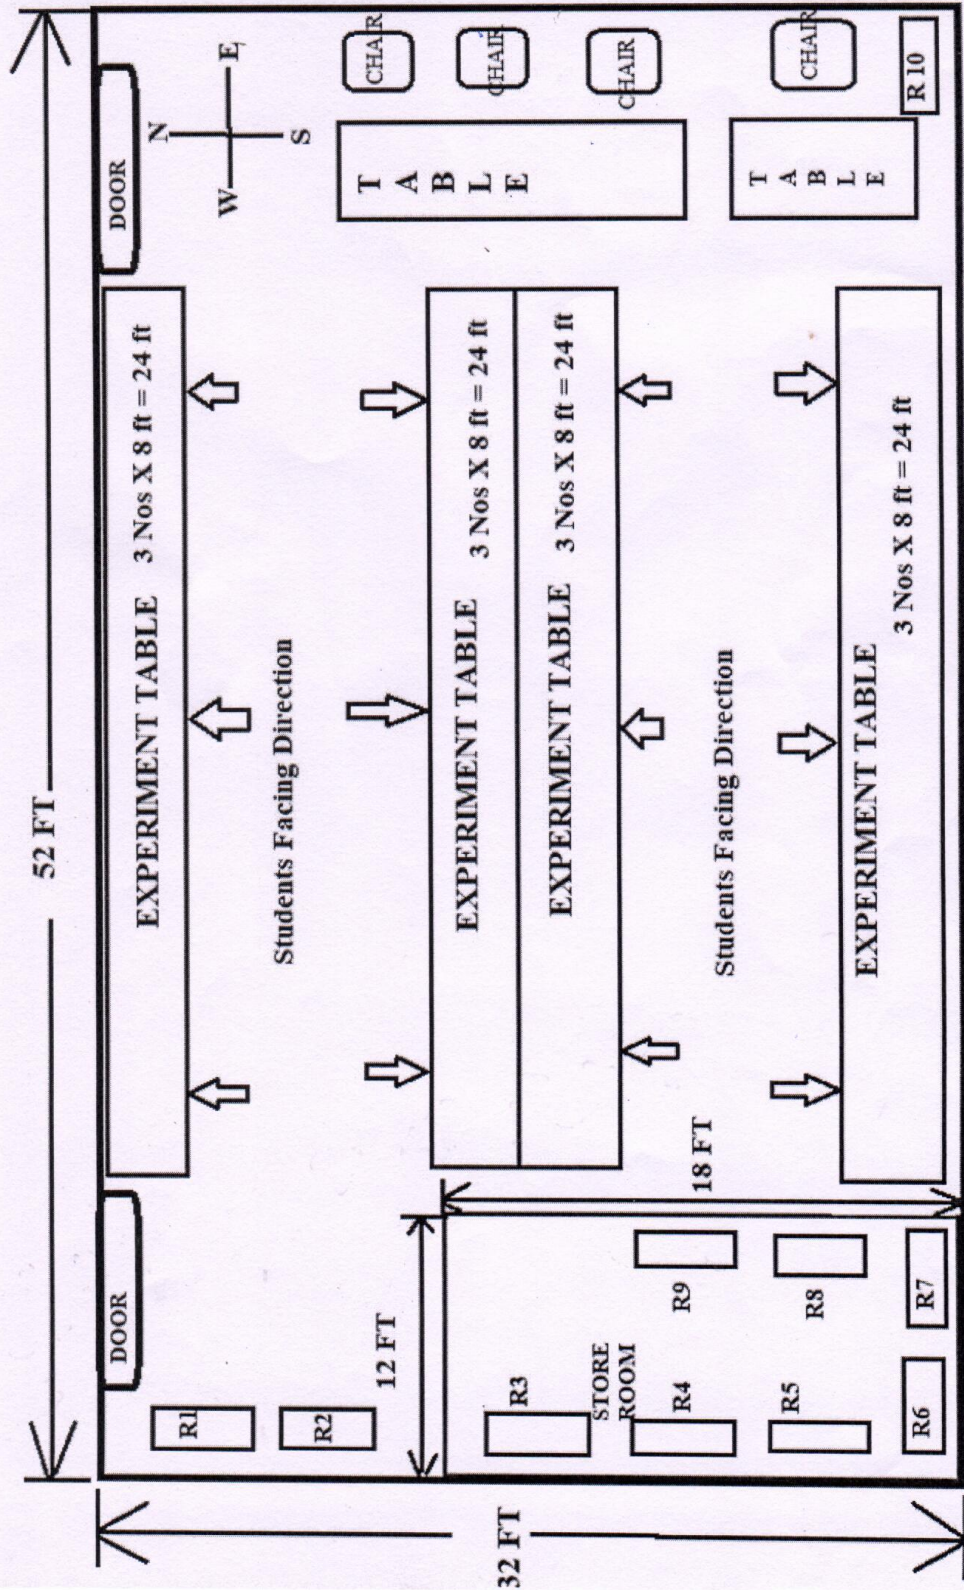 52 FT
32 FT
DOOR
DOOR
N
E
W
S
CHAIR
CHAIR
CHAIR
CHAIR
R 10
TABLE
TABLE
EXPERIMENT TABLE 3 Nos X 8 ft = 24 ft
Students Facing Direction
EXPERIMENT TABLE 3 Nos X 8 ft = 24 ft
EXPERIMENT TABLE 3 Nos X 8 ft = 24 ft
Students Facing Direction
EXPERIMENT TABLE
3 Nos X 8 ft = 24 ft
R1
R2
12 FT
18 FT
R3
STORE
ROOM
R9
R4
R8
R5
R7
R6